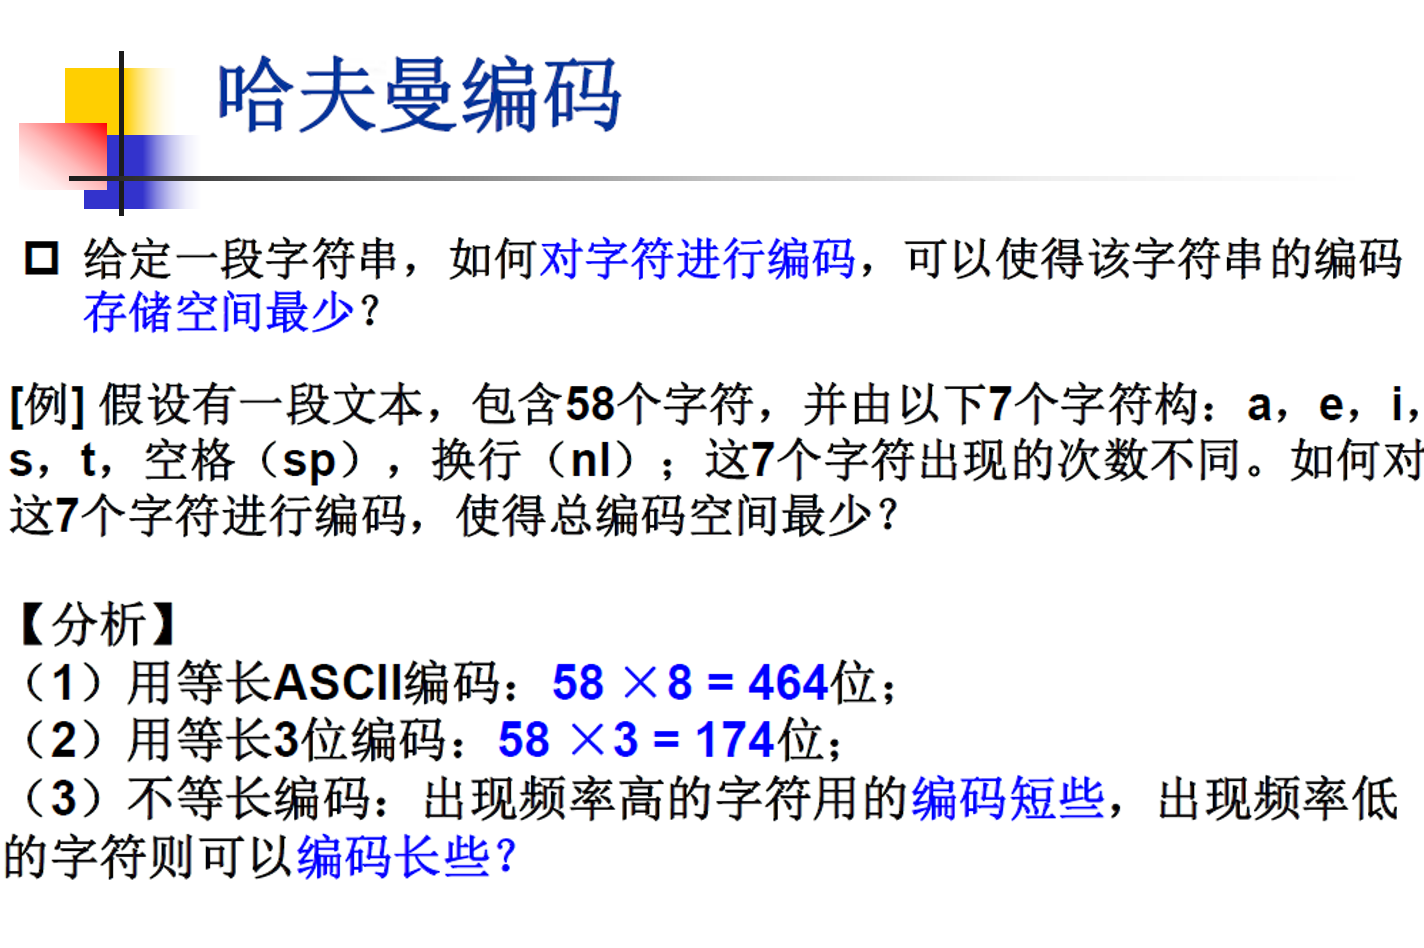 哈夫曼编码
给定一段字符串，如何对字符进行编码，可以使得该字符串的编码
存储空间最少？
[例] 假设有一段文本，包含58个字符，并由以下7个字符构：a，e，i，
s，t，空格（sp），换行（nl）；这7个字符出现的次数不同。如何对
这7个字符进行编码，使得总编码空间最少？
【分析】
（1）用等长ASCII编码：58 ×8 = 464位；
（2）用等长3位编码：58 ×3 = 174位；
（3）不等长编码：出现频率高的字符用的编码短些，出现频率低
的字符则可以编码长些？